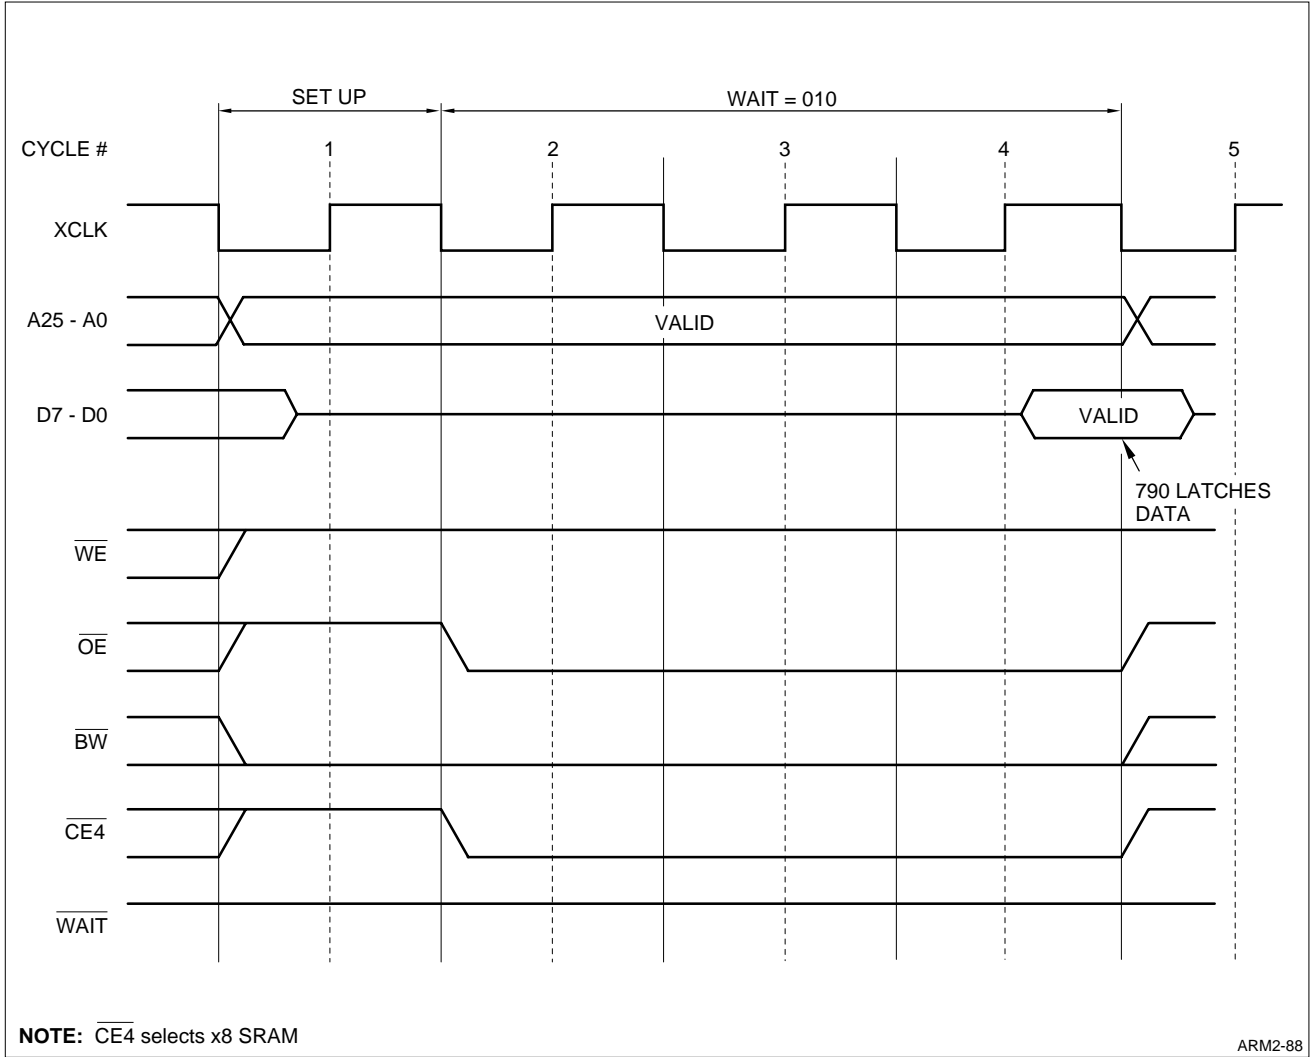 SET UP
WAIT = 010
CYCLE # 1 2 3 4 5
XCLK
A25 - A0 VALID
D7 - D0 VALID
790 LATCHES
DATA
WE
OE
BW
CE4
WAIT
NOTE: CE4 selects x8 SRAM
ARM2-88